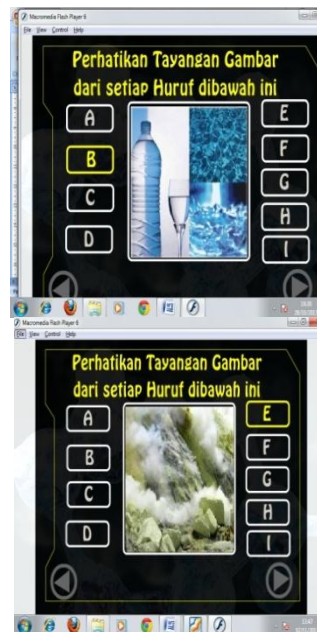 Macromedia Flash Player 6
File View Control Help
Perhatikan Tayangan Gambar
dari setiap Huruf dibawah ini
A
B
C
D
E
F
G
H
I
Macromedia Flash Player 6
File View Control Help
Perhatikan Tayangan Gambar
dari setiap Huruf dibawah ini
A
B
C
D
E
F
G
H
I